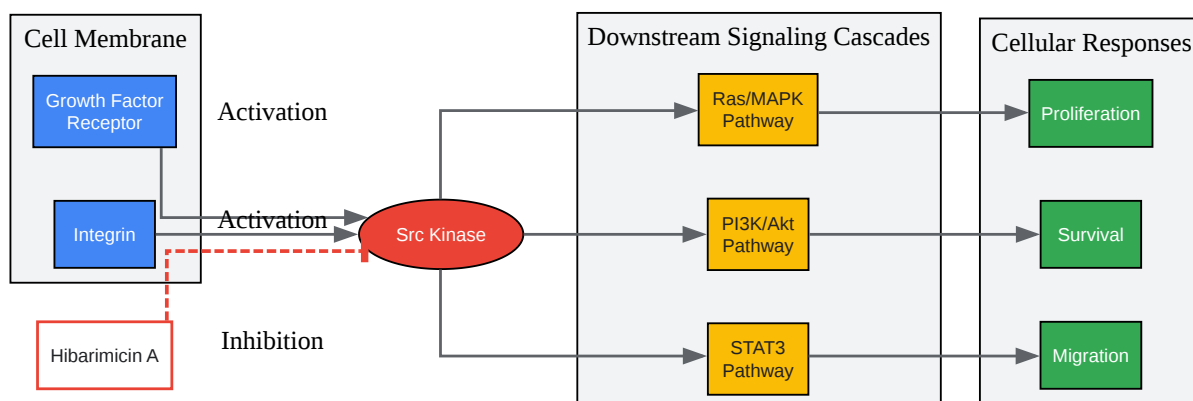 Cell Membrane
Growth Factor
Receptor
Integrin
Hibarimicin A
Activation
Activation
Inhibition
Src Kinase
Downstream Signaling Cascades
Ras/MAPK
Pathway
PI3K/Akt
Pathway
STAT3
Pathway
Cellular Responses
Proliferation
Survival
Migration